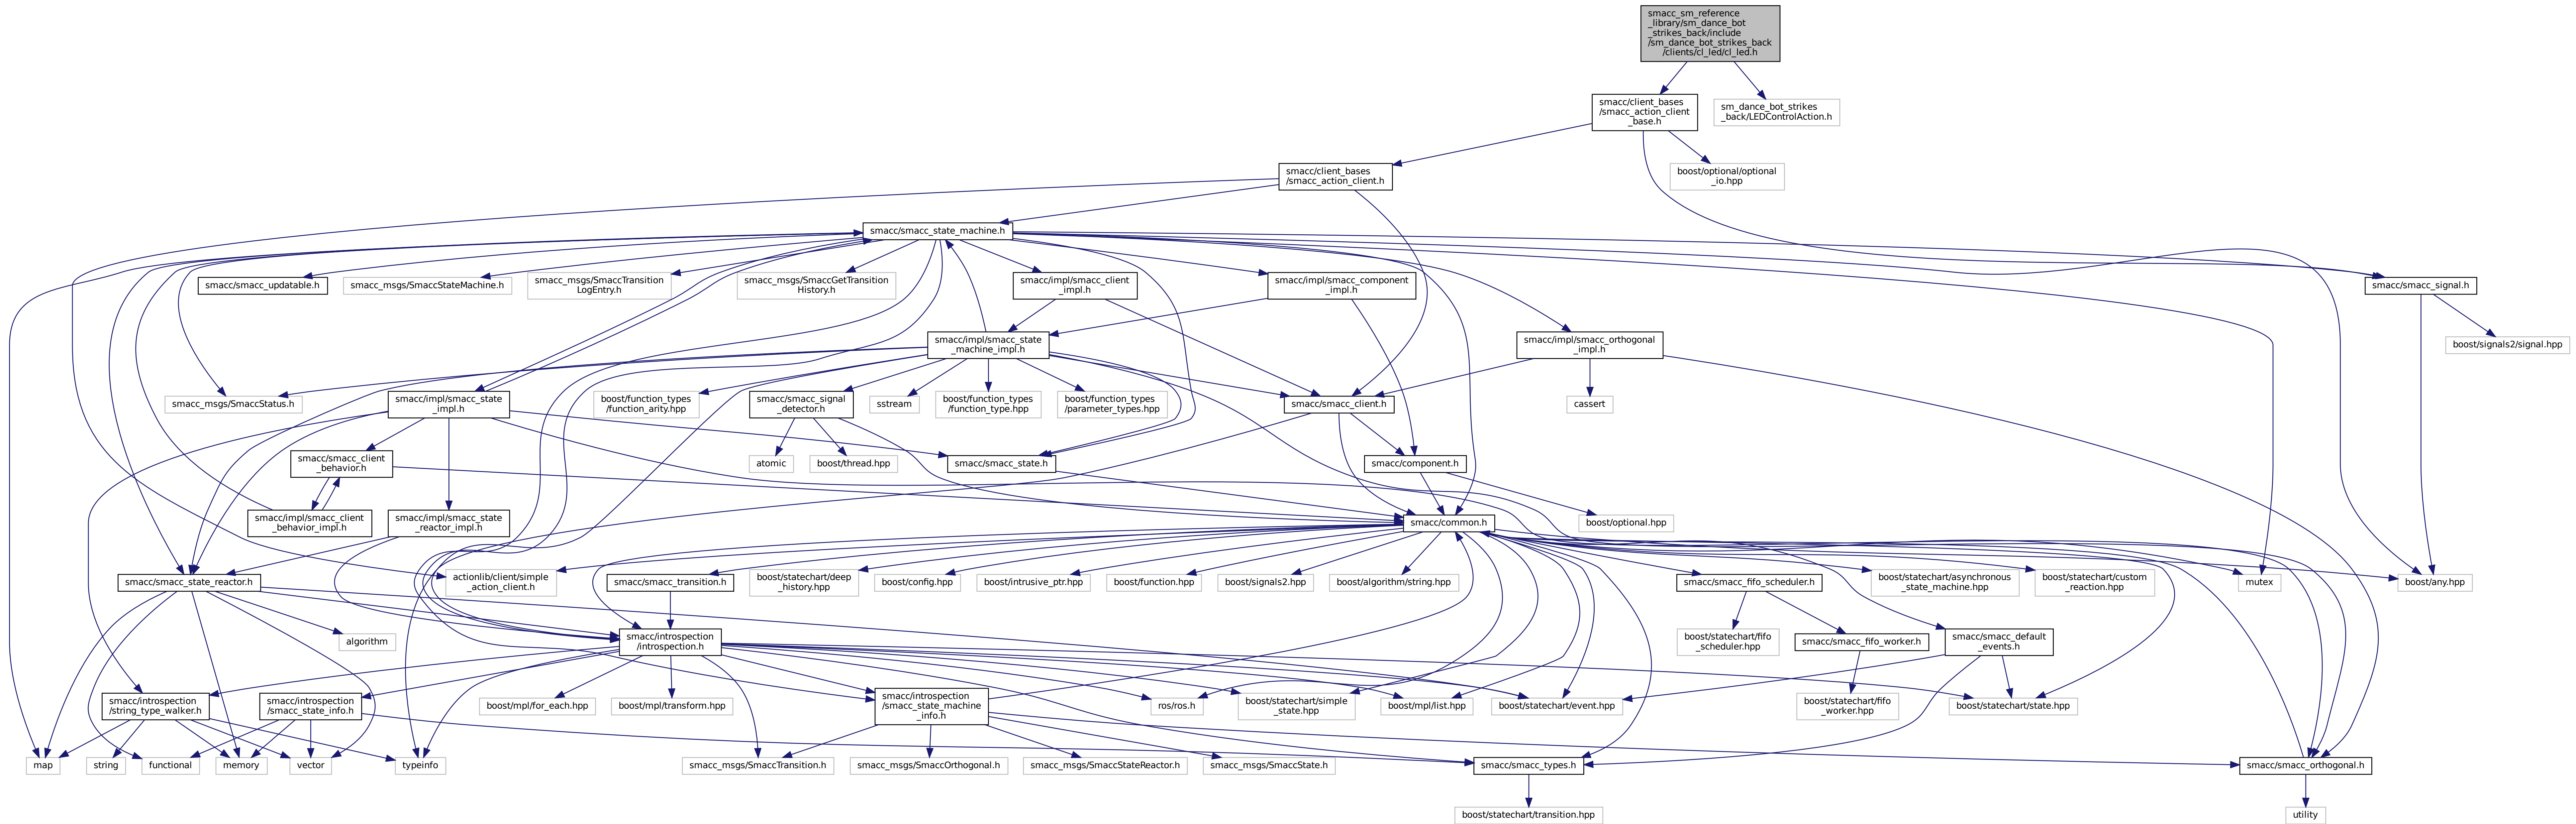 smacc_sm_reference
_library/sm_dance_bot
_strikes_back/include
/sm_dance_bot_strikes_back
/clients/cl_led/cl_led.h
smacc/client_bases
/smacc_action_client
_base.h
sm_dance_bot_strikes
_back/LEDControlAction.h
smacc/client_bases
/smacc_action_client.h
boost/optional/optional
_io.hpp
smacc/smacc_state_machine.h
smacc/smacc_updatable.h
smacc_msgs/SmaccStateMachine.h
smacc_msgs/SmaccTransition
LogEntry.h
smacc_msgs/SmaccGetTransition
History.h
smacc/impl/smacc_client
_impl.h
smacc/impl/smacc_component
_impl.h
smacc/smacc_signal.h
smacc/impl/smacc_state
_machine_impl.h
smacc/impl/smacc_orthogonal
_impl.h
boost/signals2/signal.hpp
smacc_msgs/SmaccStatus.h
smacc/impl/smacc_state
_impl.h
boost/function_types
/function_arity.hpp
smacc/smacc_signal
_detector.h
sstream
boost/function_types
/function_type.hpp
boost/function_types
/parameter_types.hpp
smacc/smacc_client.h
cassert
smacc/smacc_client
_behavior.h
atomic
boost/thread.hpp
smacc/smacc_state.h
smacc/component.h
smacc/impl/smacc_client
_behavior_impl.h
smacc/impl/smacc_state
_reactor_impl.h
smacc/common.h
boost/optional.hpp
smacc/smacc_state_reactor.h
actionlib/client/simple
_action_client.h
smacc/smacc_transition.h
boost/statechart/deep
_history.hpp
boost/config.hpp
boost/intrusive_ptr.hpp
boost/function.hpp
boost/signals2.hpp
boost/algorithm/string.hpp
smacc/smacc_fifo_scheduler.h
boost/statechart/asynchronous
_state_machine.hpp
boost/statechart/custom
_reaction.hpp
mutex
boost/any.hpp
algorithm
smacc/introspection
/introspection.h
boost/statechart/fifo
_scheduler.hpp
smacc/smacc_fifo_worker.h
smacc/smacc_default
_events.h
smacc/introspection
/string_type_walker.h
smacc/introspection
/smacc_state_info.h
boost/mpl/for_each.hpp
boost/mpl/transform.hpp
smacc/introspection
/smacc_state_machine
_info.h
ros/ros.h
boost/statechart/simple
_state.hpp
boost/mpl/list.hpp
boost/statechart/event.hpp
boost/statechart/fifo
_worker.hpp
boost/statechart/state.hpp
map
string
functional
memory
vector
typeinfo
smacc_msgs/SmaccTransition.h
smacc_msgs/SmaccOrthogonal.h
smacc_msgs/SmaccStateReactor.h
smacc_msgs/SmaccState.h
smacc/smacc_types.h
smacc/smacc_orthogonal.h
boost/statechart/transition.hpp
utility